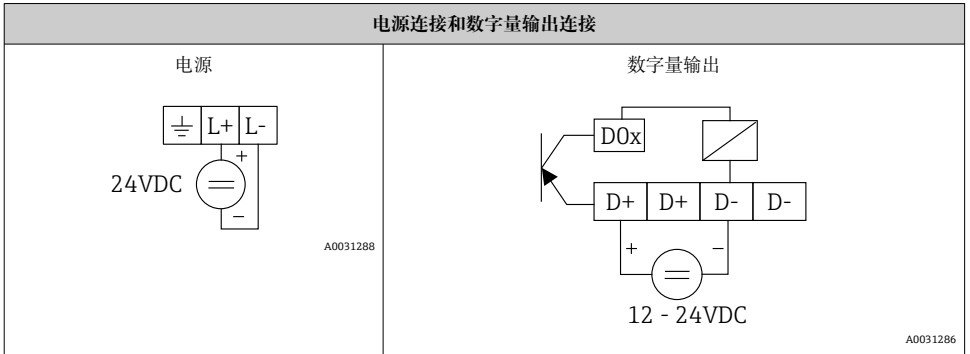 电源连接和数字量输出连接
电源
L+ L-
+
24VDC
−
A0031288
数字量输出
D0x
D+ D+ D- D-
+ −
12 - 24VDC
A0031286